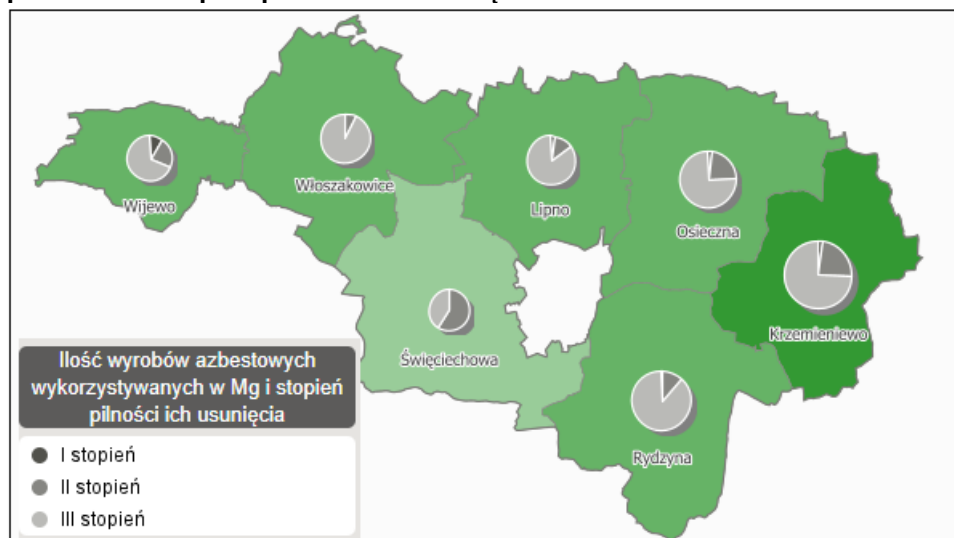 Wijewo
Włoszakowice
Lipno
Osieczna
Krzemieniewo
Święciechowa
Rydzyna
Ilość wyrobów azbestowych
wykorzystywanych w Mg i stopień
pilności ich usunięcia
I stopień
II stopień
III stopień